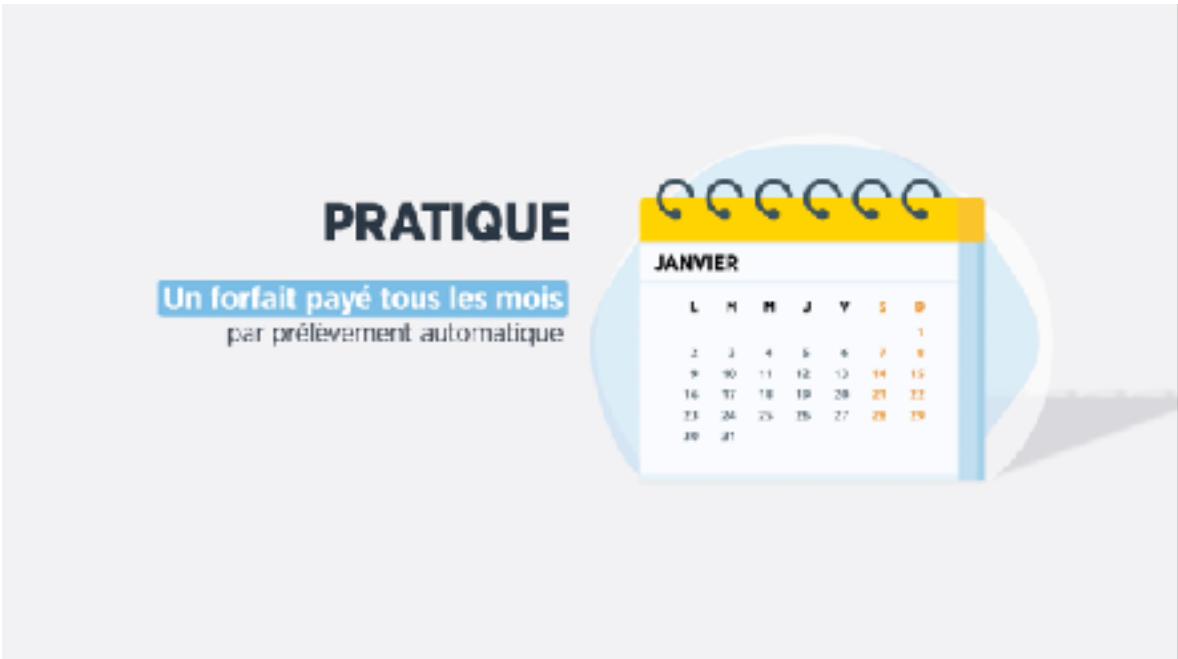 PRATIQUE
Un forfait payé tous les mois
par prélèvement automatique
JANVIER
L M M J V S D
1
2 3 4 5 6 7 8
9 10 11 12 13 14 15
16 17 18 19 20 21 22
23 24 25 26 27 28 29
30 31